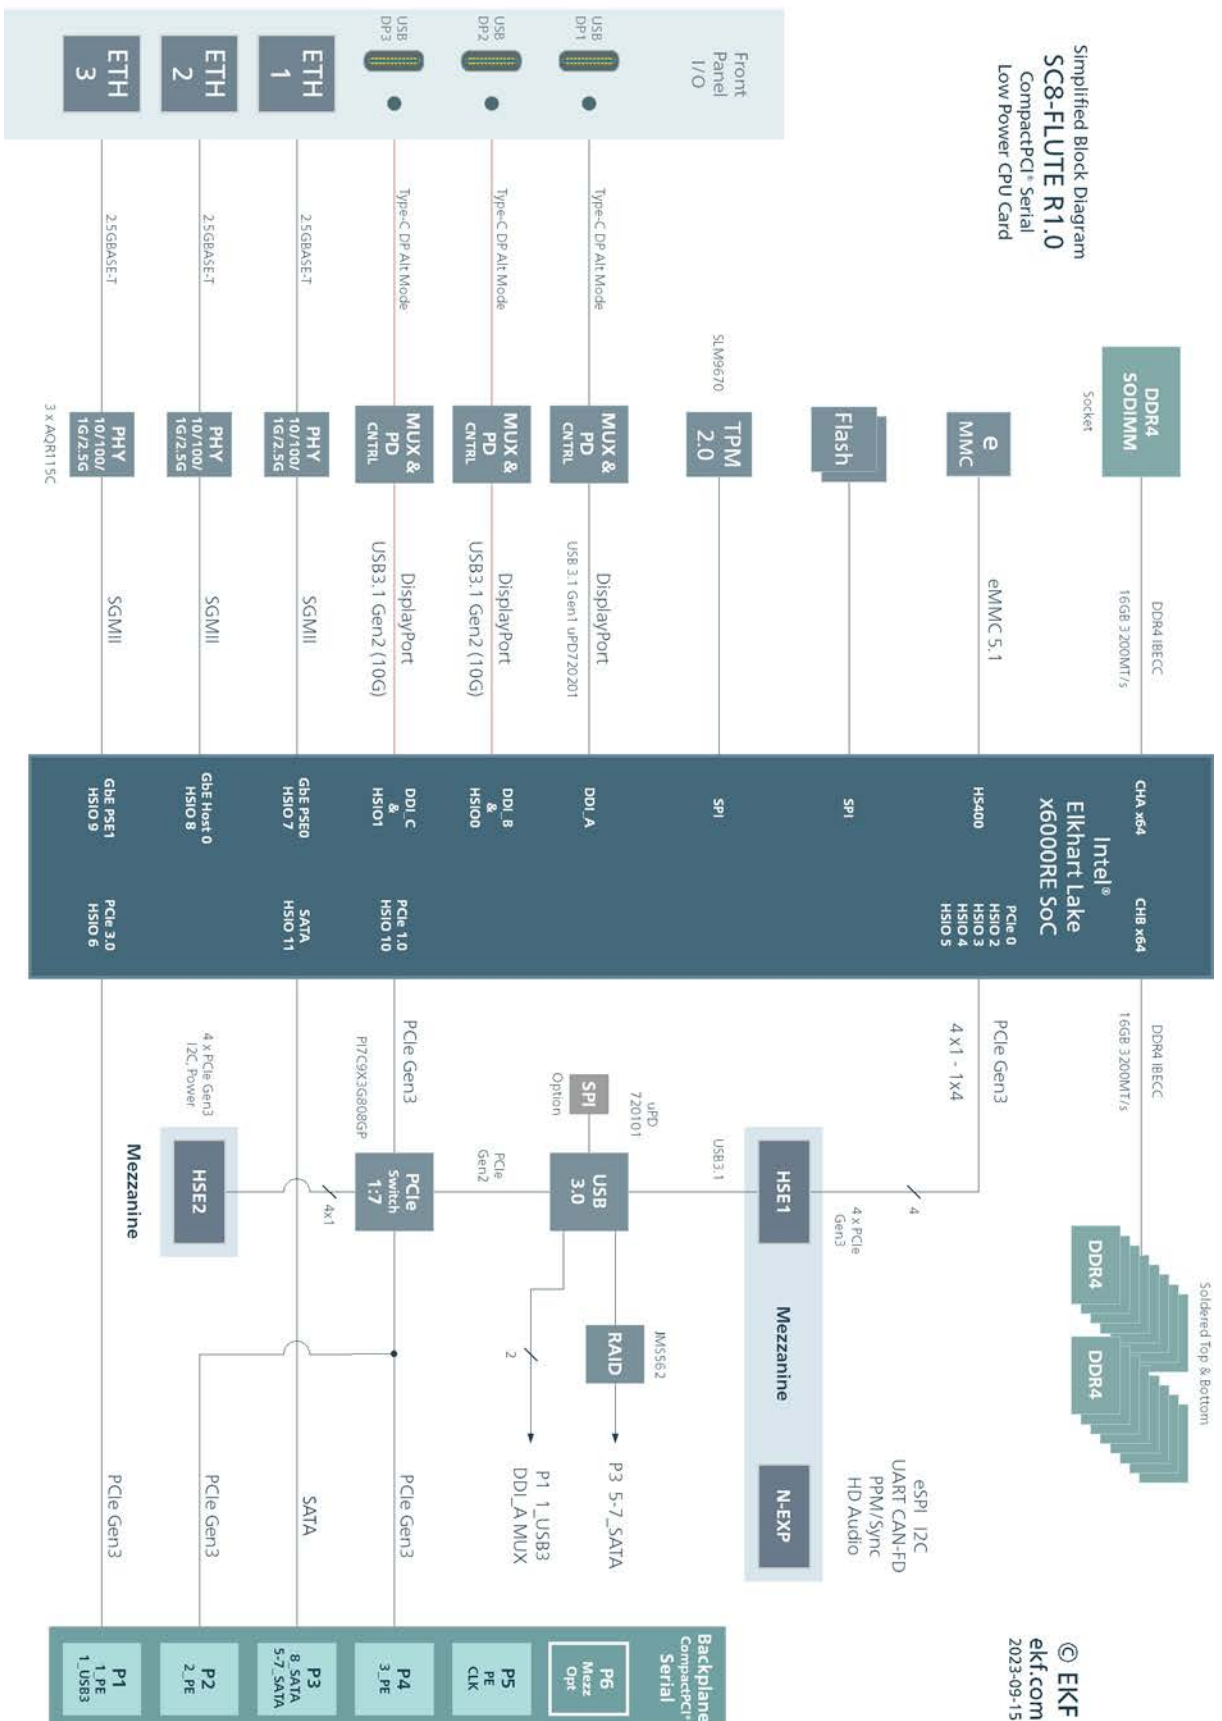 Simplified Block Diagram
SC8-FLUTE R1.0
CompactPCI® Serial
Low Power CPU Card
© EKF
ekf.com
2023-09-15
Front
Panel
I/O
USB
DP1
USB
DP2
USB
DP3
ETH
1
ETH
2
ETH
3
Type-C DP Alt Mode
Type-C DP Alt Mode
Type-C DP Alt Mode
2.5GBASE-T
2.5GBASE-T
2.5GBASE-T
DDR4
SODIMM
Socket
e
MMC
Flash
SLM9670
TPM
2.0
MUX &
PD
CNTRL
MUX &
PD
CNTRL
MUX &
PD
CNTRL
PHY
10/100/
1G/2.5G
PHY
10/100/
1G/2.5G
PHY
10/100/
1G/2.5G
3 x AQR115C
DDR4 IBECC
16GB 3200MT/s
eMMC 5.1
DisplayPort
USB 3.1 Gen1 uPD720201
DisplayPort
USB3.1 Gen2 (10G)
DisplayPort
USB3.1 Gen2 (10G)
SGMII
SGMII
SGMII
CHA x64
CHB x64
Intel®
Elkhart Lake
x6000RE SoC
HS400
PCIe 0
HSIO 2
HSIO 3
HSIO 4
HSIO 5
SPI
SPI
DDI_A
DDI_B
&
HSIO0
DDI_C
&
HSIO1
PCIe 1.0
HSIO 10
GbE PSE0
HSIO 7
SATA
HSIO 11
GbE Host 0
HSIO 8
GbE PSE1
HSIO 9
PCIe 3.0
HSIO 6
DDR4 IBECC
16GB 3200MT/s
DDR4
DDR4
Soldered Top & Bottom
PCIe Gen3
4 x1 - 1x4
4
4 x PCIe
Gen3
HSE1
Mezzanine
N-EXP
eSPI I2C
UART CAN-FD
PPM/Sync
HD Audio
USB3.1
uPD
720101
SPI
Option
USB
3.0
PCIe
Gen2
JMS562
RAID
P3 5-7_SATA
2
P1 1_USB3
DDI_A MUX
PCIe Gen3
PI7C9X3G808GP
PCIe
switch
1:7
4x1
4 x PCIe Gen3
I2C, Power
HSE2
Mezzanine
PCIe Gen3
SATA
PCIe Gen3
PCIe Gen3
Backplane
CompactPCI®
Serial
P6
Mezz
Opt
P5
PE
CLK
P4
3_PE
P3
8_SATA
5-7_SATA
P2
2_PE
P1
1_PE
1_USB3